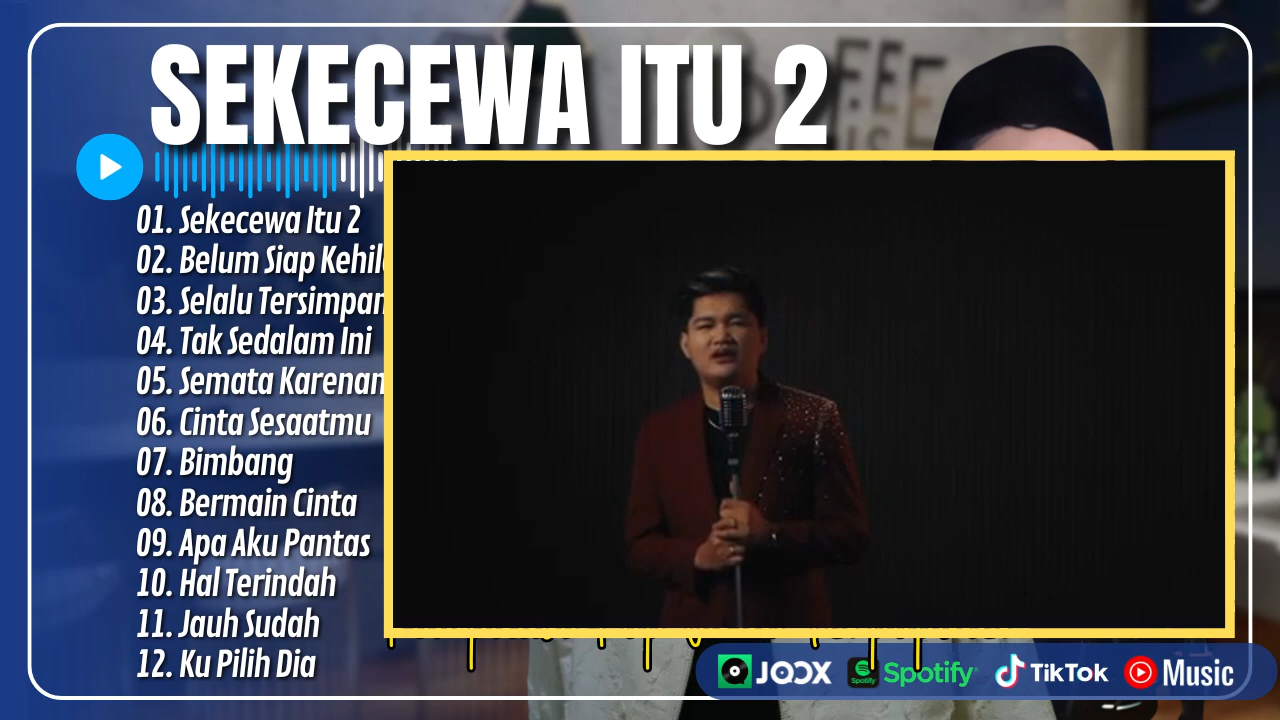 SEKECEWA ITU 2
01. Sekecewa Itu 2
02. Belum Siap
03. Selalu Tersimpan
04. Tak Sedalam Ini
05. Semata
06. Cinta Sesaatmu
07. Bimbang
08. Bermain Cinta
09. Apa Aku Pantas
10. Hal Terindah
11. Jauh Sudah
12. Ku Pilih Dia
JOOX Spotify Spotify TikTok Music